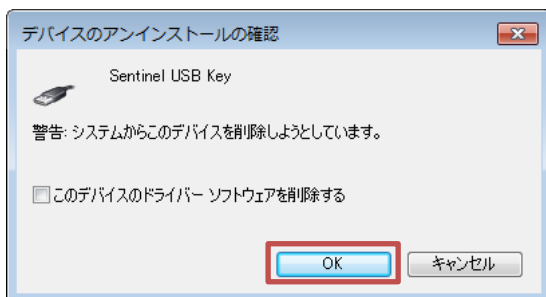 デバイスのアンインストールの確認
Sentinel USB Key
警告: システムからこのデバイスを削除しようとしています。
このデバイスのドライバー ソフトウェアを削除する
OK
キャンセル